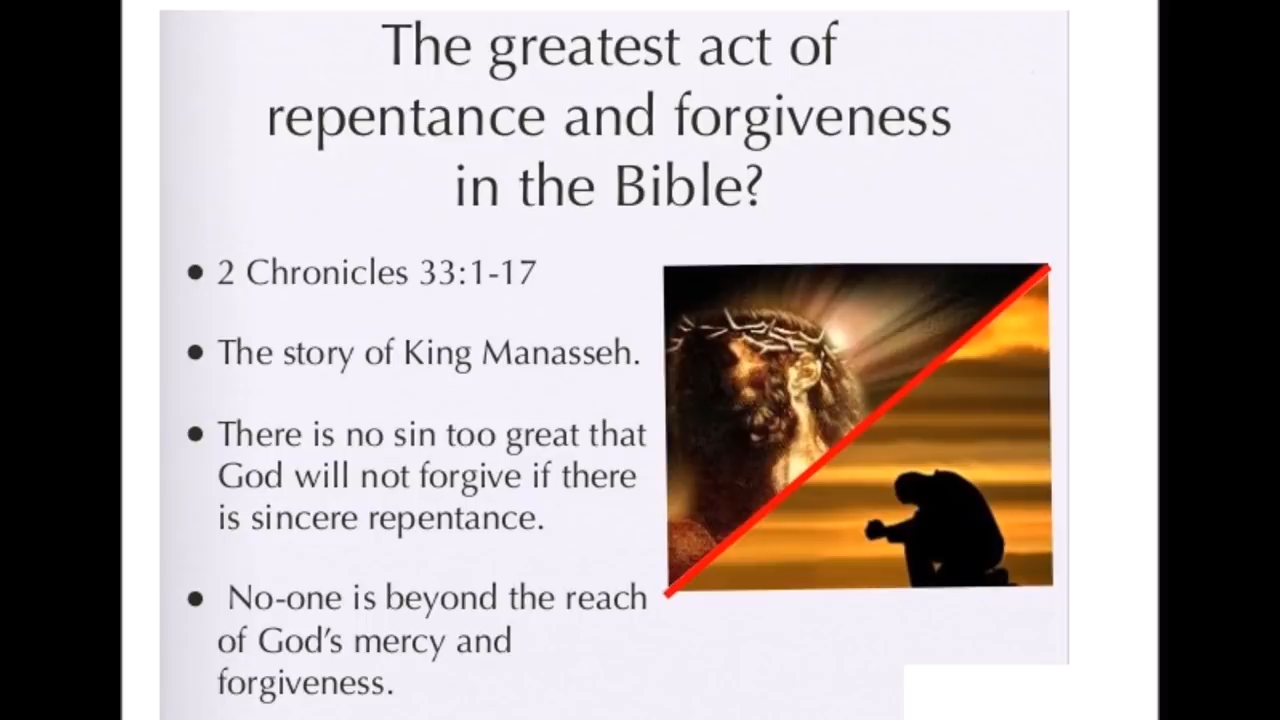 The greatest act of
repentance and forgiveness
in the Bible?
• 2 Chronicles 33:1-17
• The story of King Manasseh.
• There is no sin too great that
God will not forgive if there
is sincere repentance.
• No-one is beyond the reach
of God's mercy and
forgiveness.